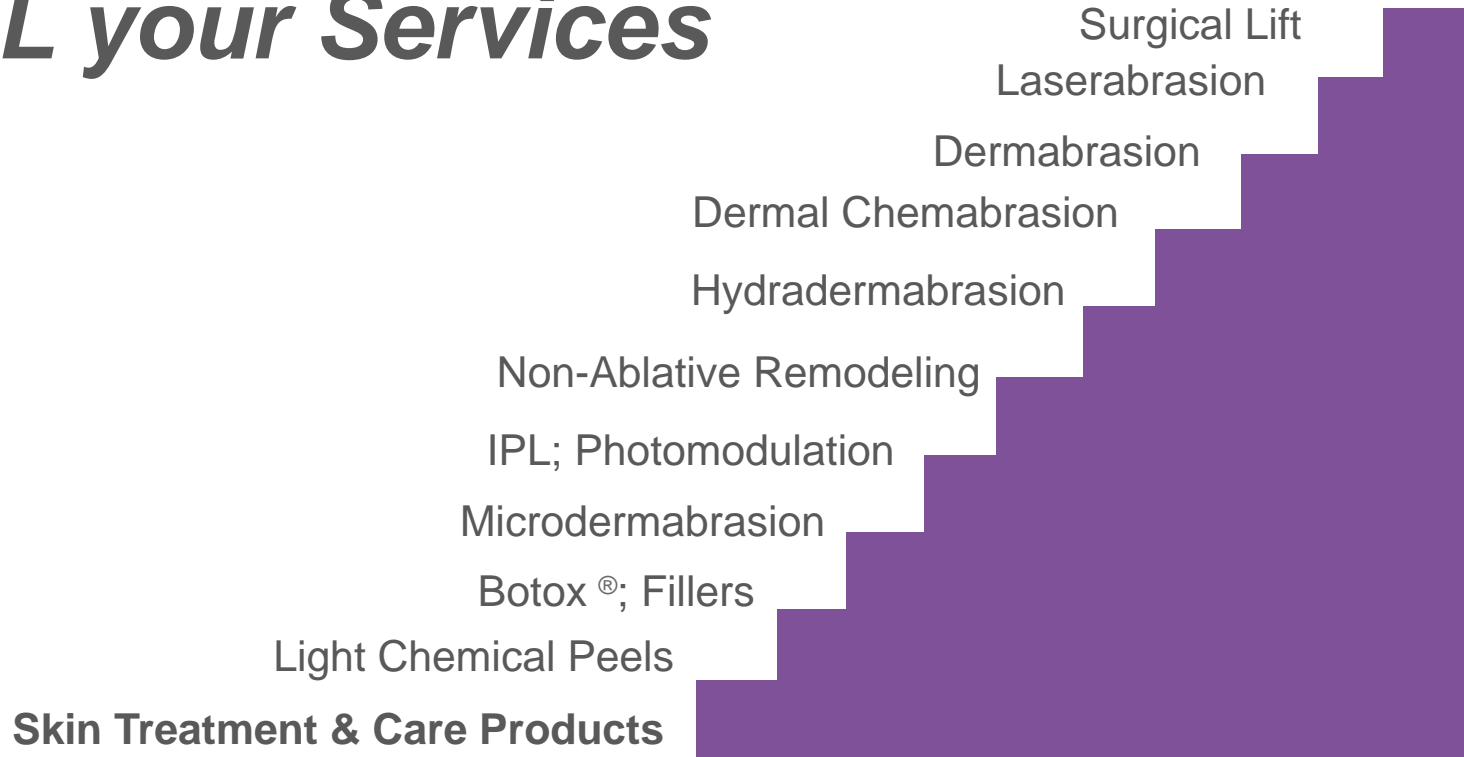 L your Services
Surgical Lift
Laserabrasion
Dermabrasion
Dermal Chemabrasion
Hydradermabrasion
Non-Ablative Remodeling
IPL; Photomodulation
Microdermabrasion
Botox ®; Fillers
Light Chemical Peels
Skin Treatment & Care Products